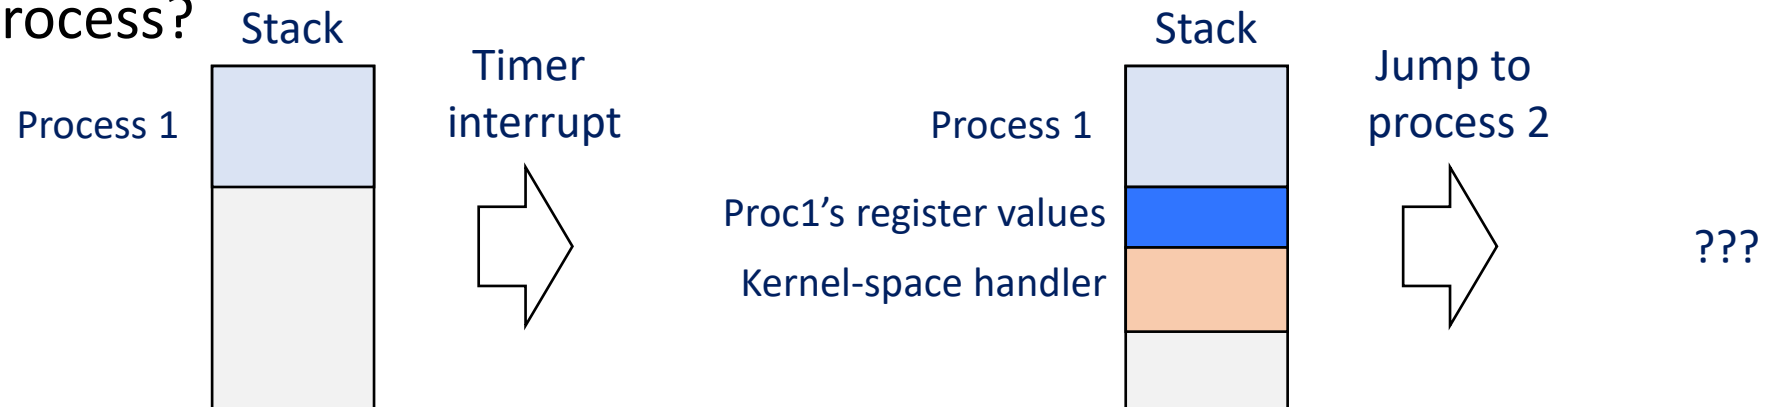 rocess?
Stack
Process 1
Timer
interrupt
Stack
Process 1
Proc1’s register values
Kernel-space handler
Jump to
process 2
???